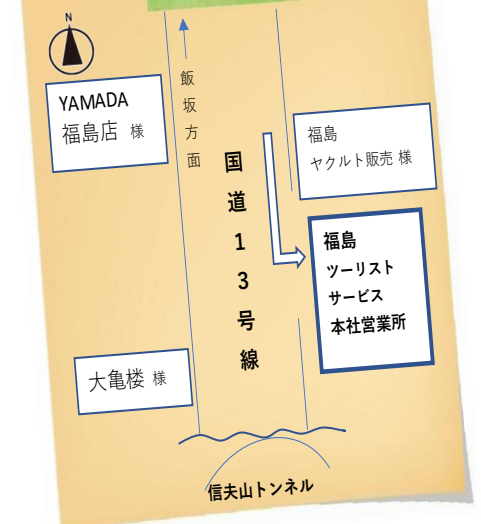 N
飯坂方面
YAMADA
福島店 様
国道13号線
福島
ヤクルト販売 様
福島
ツーリスト
サービス
本社営業所
大亀楼 様
信夫山トンネル